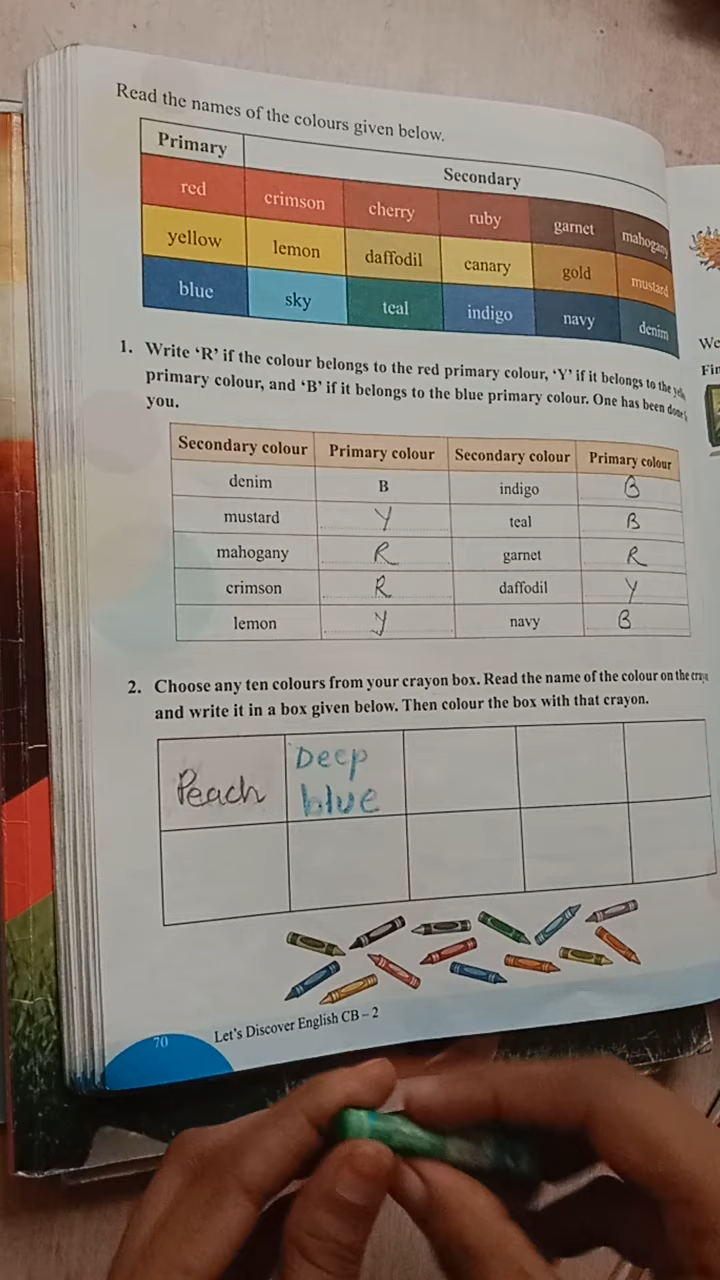 Read the names of the colours given below.
Primary Secondary
red crimson cherry ruby garnet mahogany
yellow lemon daffodil canary gold mustard
blue sky teal indigo navy denim
1. Write ‘R’ if the colour belongs to the red primary colour, ‘Y’ if it belongs to the
primary colour, and ‘B’ if it belongs to the blue primary colour. One has been done
you.
Secondary colour Primary colour Secondary colour Primary colour
denim B indigo B
mustard Y teal B
mahogany R garnet R
crimson R daffodil Y
lemon Y navy B
2. Choose any ten colours from your crayon box. Read the name of the colour on the
and write it in a box given below. Then colour the box with that crayon.
Peach Deep
blue
70 Let's Discover English CB – 2
We